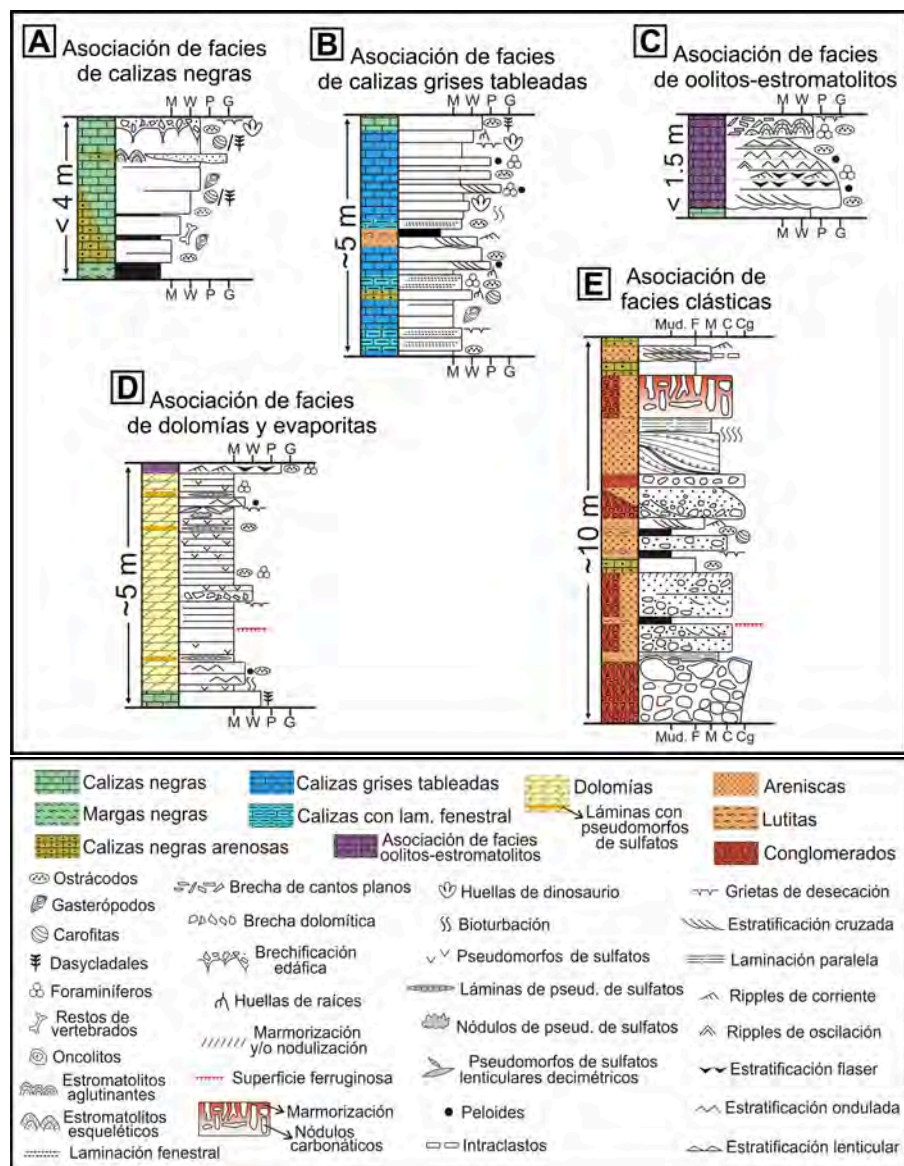 A Asociación de facies
de calizas negras
M W P G
< 4 m
M W P G
B Asociación de facies
de calizas grises tableadas
M W P G
~5 m
M W P G
C Asociación de facies
de oolitos-estromatolitos
M W P G
< 1.5 m
M W P G
D Asociación de facies
de dolomías y evaporitas
M W P G
~5 m
M W P G
E Asociación de
facies clásticas
Mud. F M C Cg
~10 m
Mud. F M C Cg
Calizas negras
Margas negras
Calizas negras arenosas
Calizas grises tableadas
Calizas con lam. fenestral
Asociación de facies
oolitos-estromatolitos
Dolomías
Láminas con
pseudomorfos
de sulfatos
Areniscas
Lutitas
Conglomerados
Ostrácodos
Gasterópodos
Carofitas
Dasycladales
Foraminíferos
Restos de
vertebrados
Oncolitos
Estromatolitos
aglutinantes
Estromatolitos
esqueléticos
Laminación fenestral
Brecha de cantos planos
Brecha dolomítica
Brechificación
edáfica
Huellas de raíces
Marmorización
y/o nodulización
Superficie ferruginosa
Marmorización
Nódulos
carbonáticos
Huellas de dinosaurio
Bioturbación
Pseudomorfos de sulfatos
Láminas de pseud. de sulfatos
Nódulos de pseud. de sulfatos
Pseudomorfos de sulfatos
lenticulares decimétricos
Peloides
Intraclastos
Grietas de desecación
Estratificación cruzada
Laminación paralela
Ripples de corriente
Ripples de oscilación
Estratificación flaser
Estratificación ondulada
Estratificación lenticular